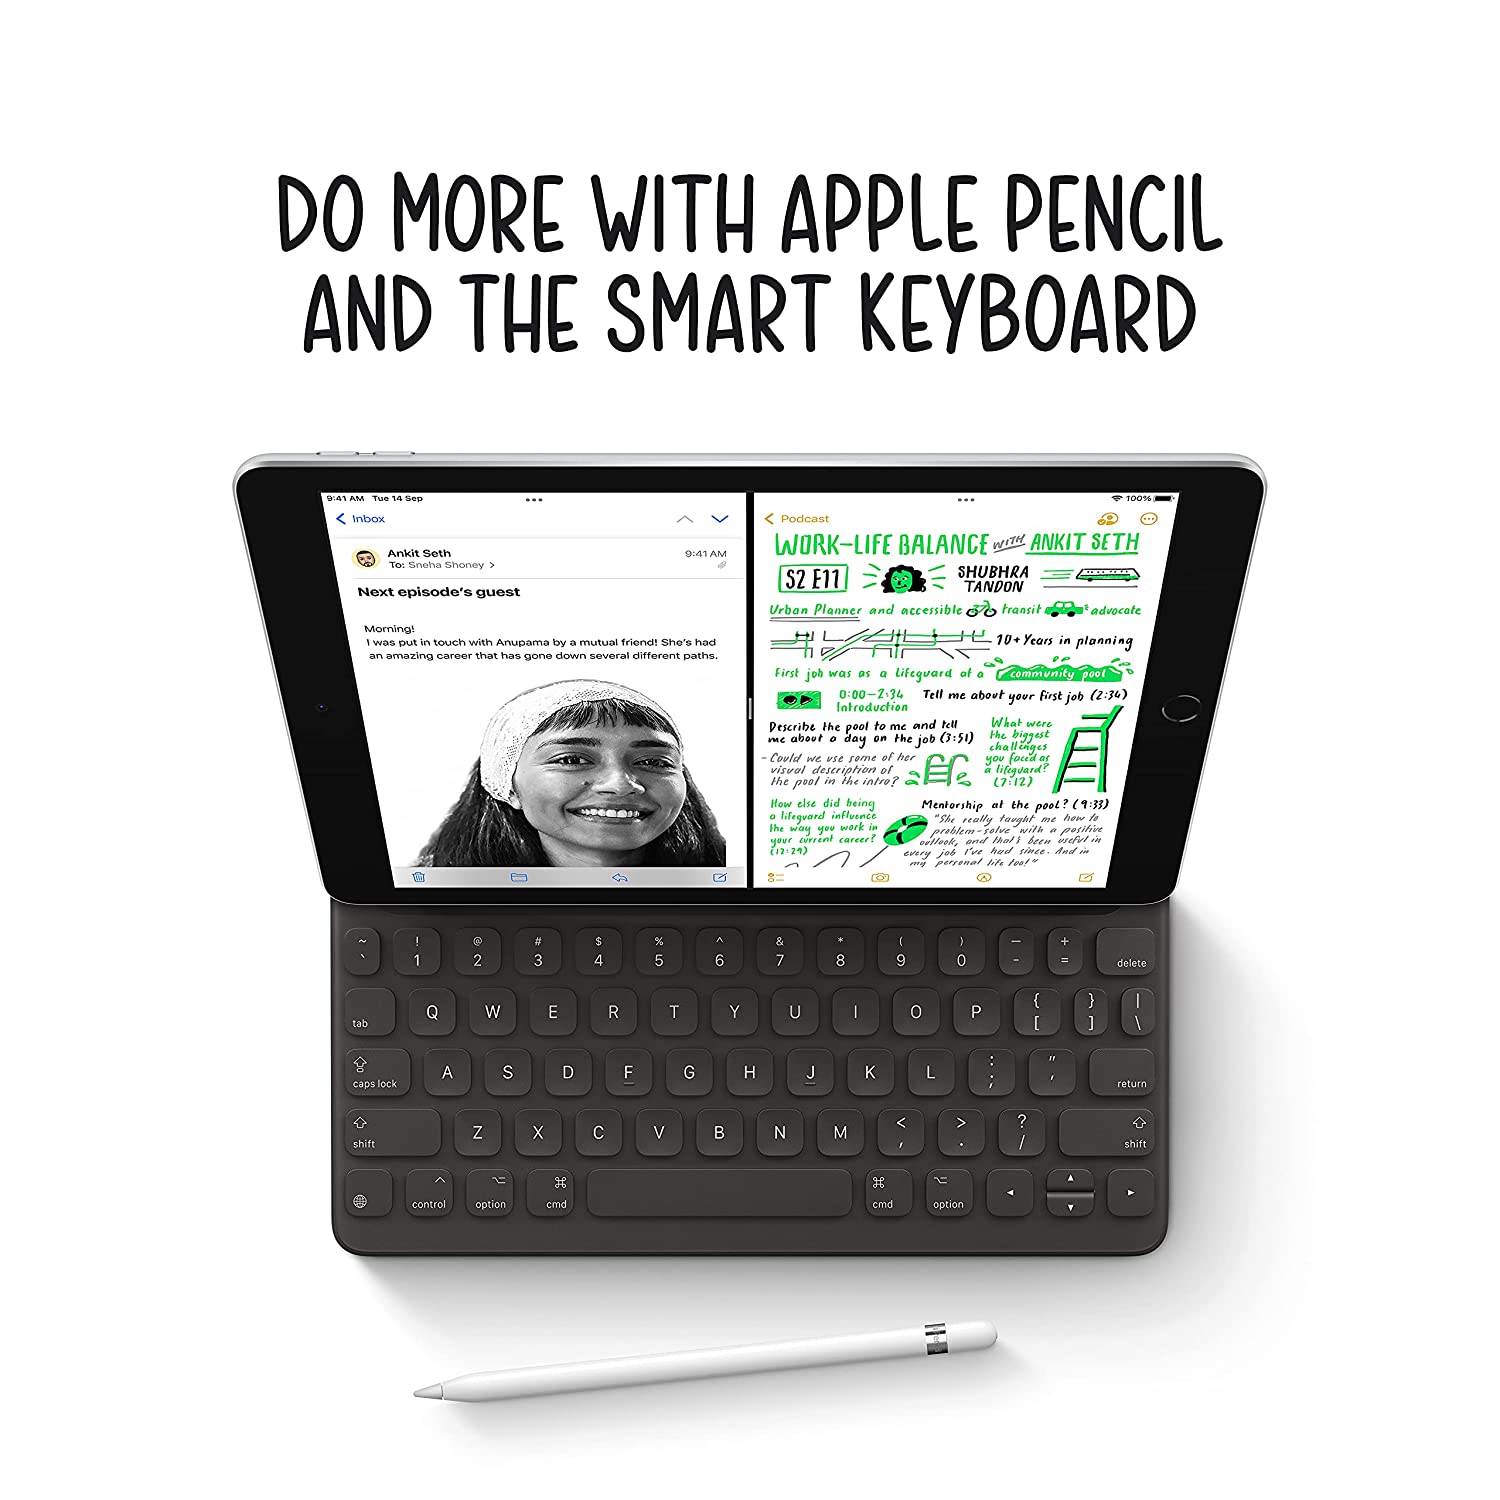 DO MORE WITH APPLE PENCIL
AND THE SMART KEYBOARD
9:41 AM Tue 14 Sep
100%
Inbox
Ankit Seth
9:41 AM
To: Sneha Shoney >
Next episode's guest
Morning!
I was put in touch with Anupama by a mutual friend! She's had
an amazing career that has gone down several different paths.
Podcast
WORK-LIFE BALANCE WITH ANKIT SETH
S2 E11
SHUBHRA
TANDON
Urban Planner and accessible transit advocate
10+ Years in planning
First job was as a lifeguard at a community pool
0:00-2:34
Introduction
Tell me about your first job (2:34)
Describe the pool to me and tell
me about a day on the job (3:51)
- Could we use some of her
visual description of
the pool in the intro?
What were
the biggest
challenges
you faced as
a lifeguard?
(7:12)
How else did being
a lifeguard influence
the way you work in
your current career?
(12:29)
Mentorship at the pool? (9:33)
"She really taught me how to
problem-solve with a positive
outlook, and that's been useful in
every job I've had since. And in
my personal life too!"
~ ! @ # $ % ^ & * ( ) — +
` 1 2 3 4 5 6 7 8 9 0 - = delete
tab Q W E R T Y U I O P { [ } ] | \
caps lock A S D F G H J K L : ; " ' return
shift Z X C V B N M < , > . ? / shift
control option cmd cmd option